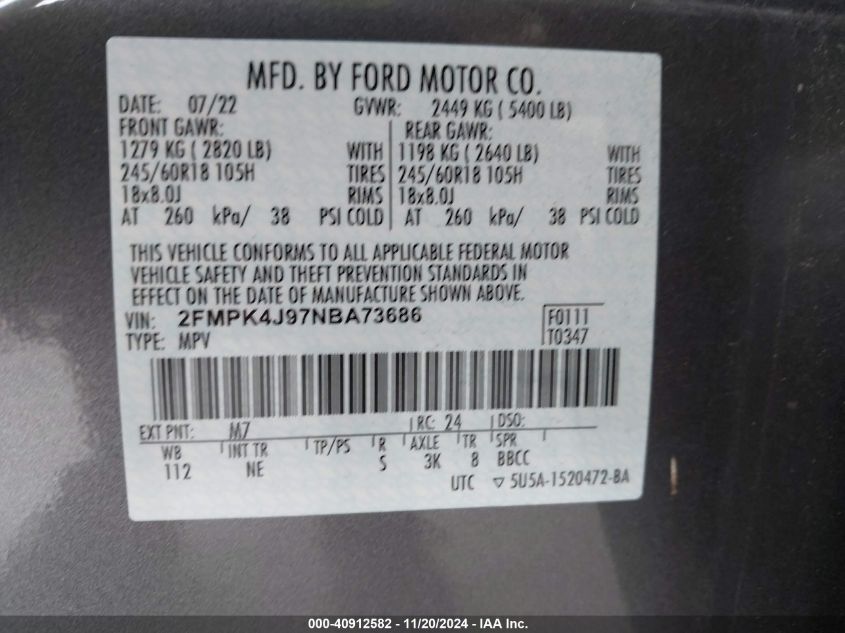 MFD. BY FORD MOTOR CO.
DATE: 07/22 GVWR: 2449 KG ( 5400 LB)
FRONT GAWR: REAR GAWR:
1279 KG ( 2820 LB) WITH 1198 KG ( 2640 LB) WITH
245/60R18 105H TIRES 245/60R18 105H TIRES
18x8.0J RIMS 18x8.0J RIMS
AT 260 kPa/ 38 PSI COLD AT 260 kPa/ 38 PSI COLD
THIS VEHICLE CONFORMS TO ALL APPLICABLE FEDERAL MOTOR
VEHICLE SAFETY AND THEFT PREVENTION STANDARDS IN
EFFECT ON THE DATE OF MANUFACTURE SHOWN ABOVE.
VIN: 2FMPK4J97NBA73686 F0111
TYPE: MPV T0347
EXT PNT: M7 RC: 24 DSO:
WB INT TR TP/PS R AXLE TR SPR
112 NE S 3K 8 BBCC
UTC ▽ 5U5A-1520472-BA
000-40912582 - 11/20/2024 - IAA Inc.